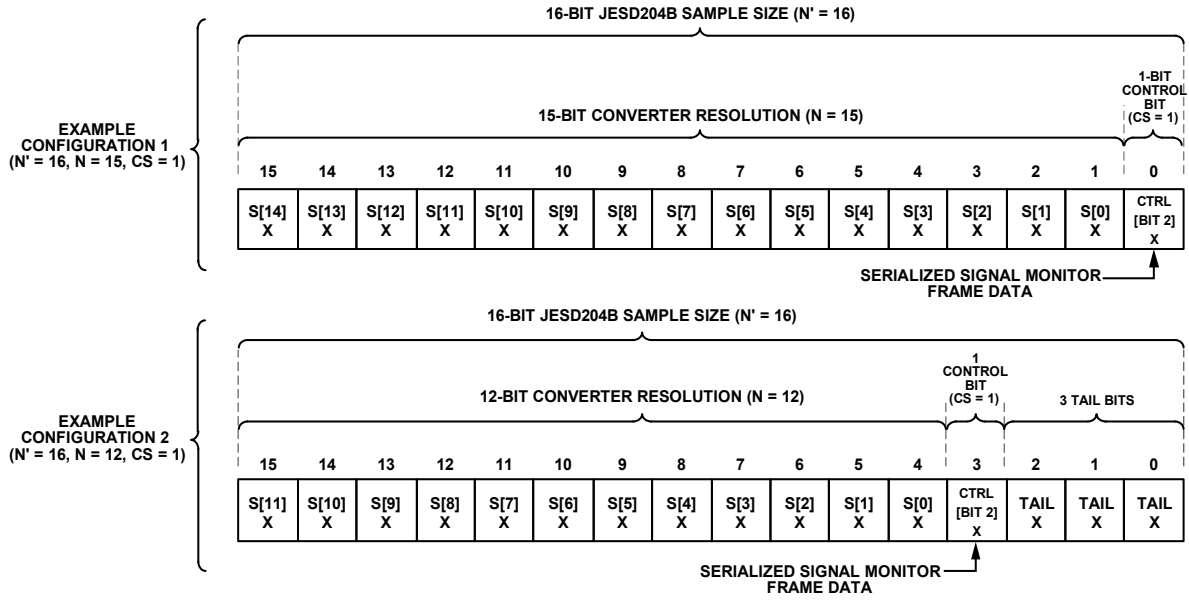 16-BIT JESD204B SAMPLE SIZE (N' = 16)
1-BIT
CONTROL
BIT
(CS = 1)
15-BIT CONVERTER RESOLUTION (N = 15)
EXAMPLE
CONFIGURATION 1
(N' = 16, N = 15, CS = 1)
15 14 13 12 11 10 9 8 7 6 5 4 3 2 1 0
S[14] S[13] S[12] S[11] S[10] S[9] S[8] S[7] S[6] S[5] S[4] S[3] S[2] S[1] S[0] CTRL
[BIT 2]
X X X X X X X X X X X X X X X X
SERIALIZED SIGNAL MONITOR
FRAME DATA
16-BIT JESD204B SAMPLE SIZE (N' = 16)
1
CONTROL
BIT
(CS = 1)
12-BIT CONVERTER RESOLUTION (N = 12)
3 TAIL BITS
EXAMPLE
CONFIGURATION 2
(N' = 16, N = 12, CS = 1)
15 14 13 12 11 10 9 8 7 6 5 4 3 2 1 0
S[11] S[10] S[9] S[8] S[7] S[6] S[5] S[4] S[3] S[2] S[1] S[0] CTRL TAIL TAIL TAIL
[BIT 2]
X X X X X X X X X X X X X X X X
SERIALIZED SIGNAL MONITOR
FRAME DATA